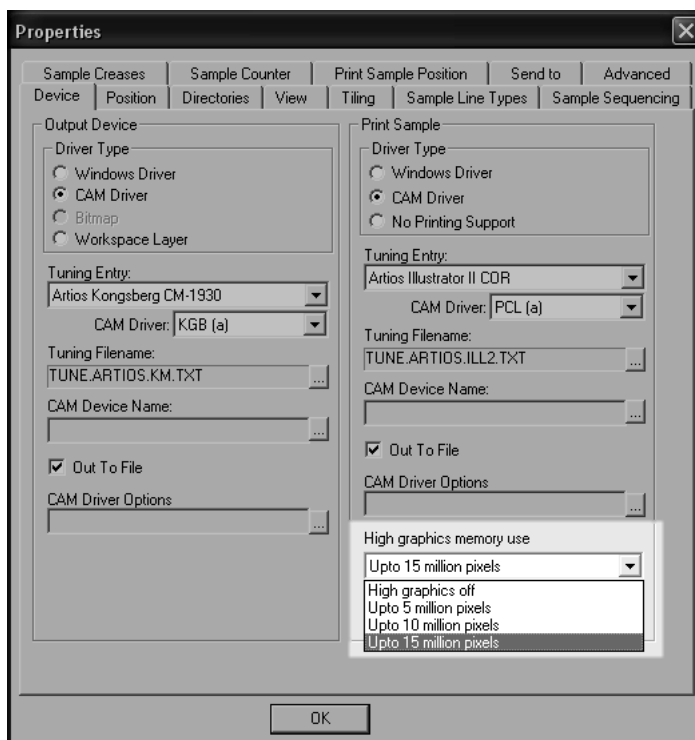 Properties
Sample Creases Sample Counter Print Sample Position Send to Advanced
Device Position Directories View Tiling Sample Line Types Sample Sequencing
Output Device
Driver Type
Windows Driver
CAM Driver
Bitmap
Workspace Layer
Tuning Entry:
Artios Kongsberg CM-1930
CAM Driver: KGB (a)
Tuning Filename:
TUNE.ARTIOS.KM.TXT ...
CAM Device Name:
...
Out To File
CAM Driver Options
...
Print Sample
Driver Type
Windows Driver
CAM Driver
No Printing Support
Tuning Entry:
Artios Illustrator II COR
CAM Driver: PCL (a)
Tuning Filename:
TUNE.ARTIOS.ILL2.TXT ...
CAM Device Name:
...
Out To File
CAM Driver Options
...
High graphics memory use
Upto 15 million pixels
High graphics off
Upto 5 million pixels
Upto 10 million pixels
Upto 15 million pixels
OK